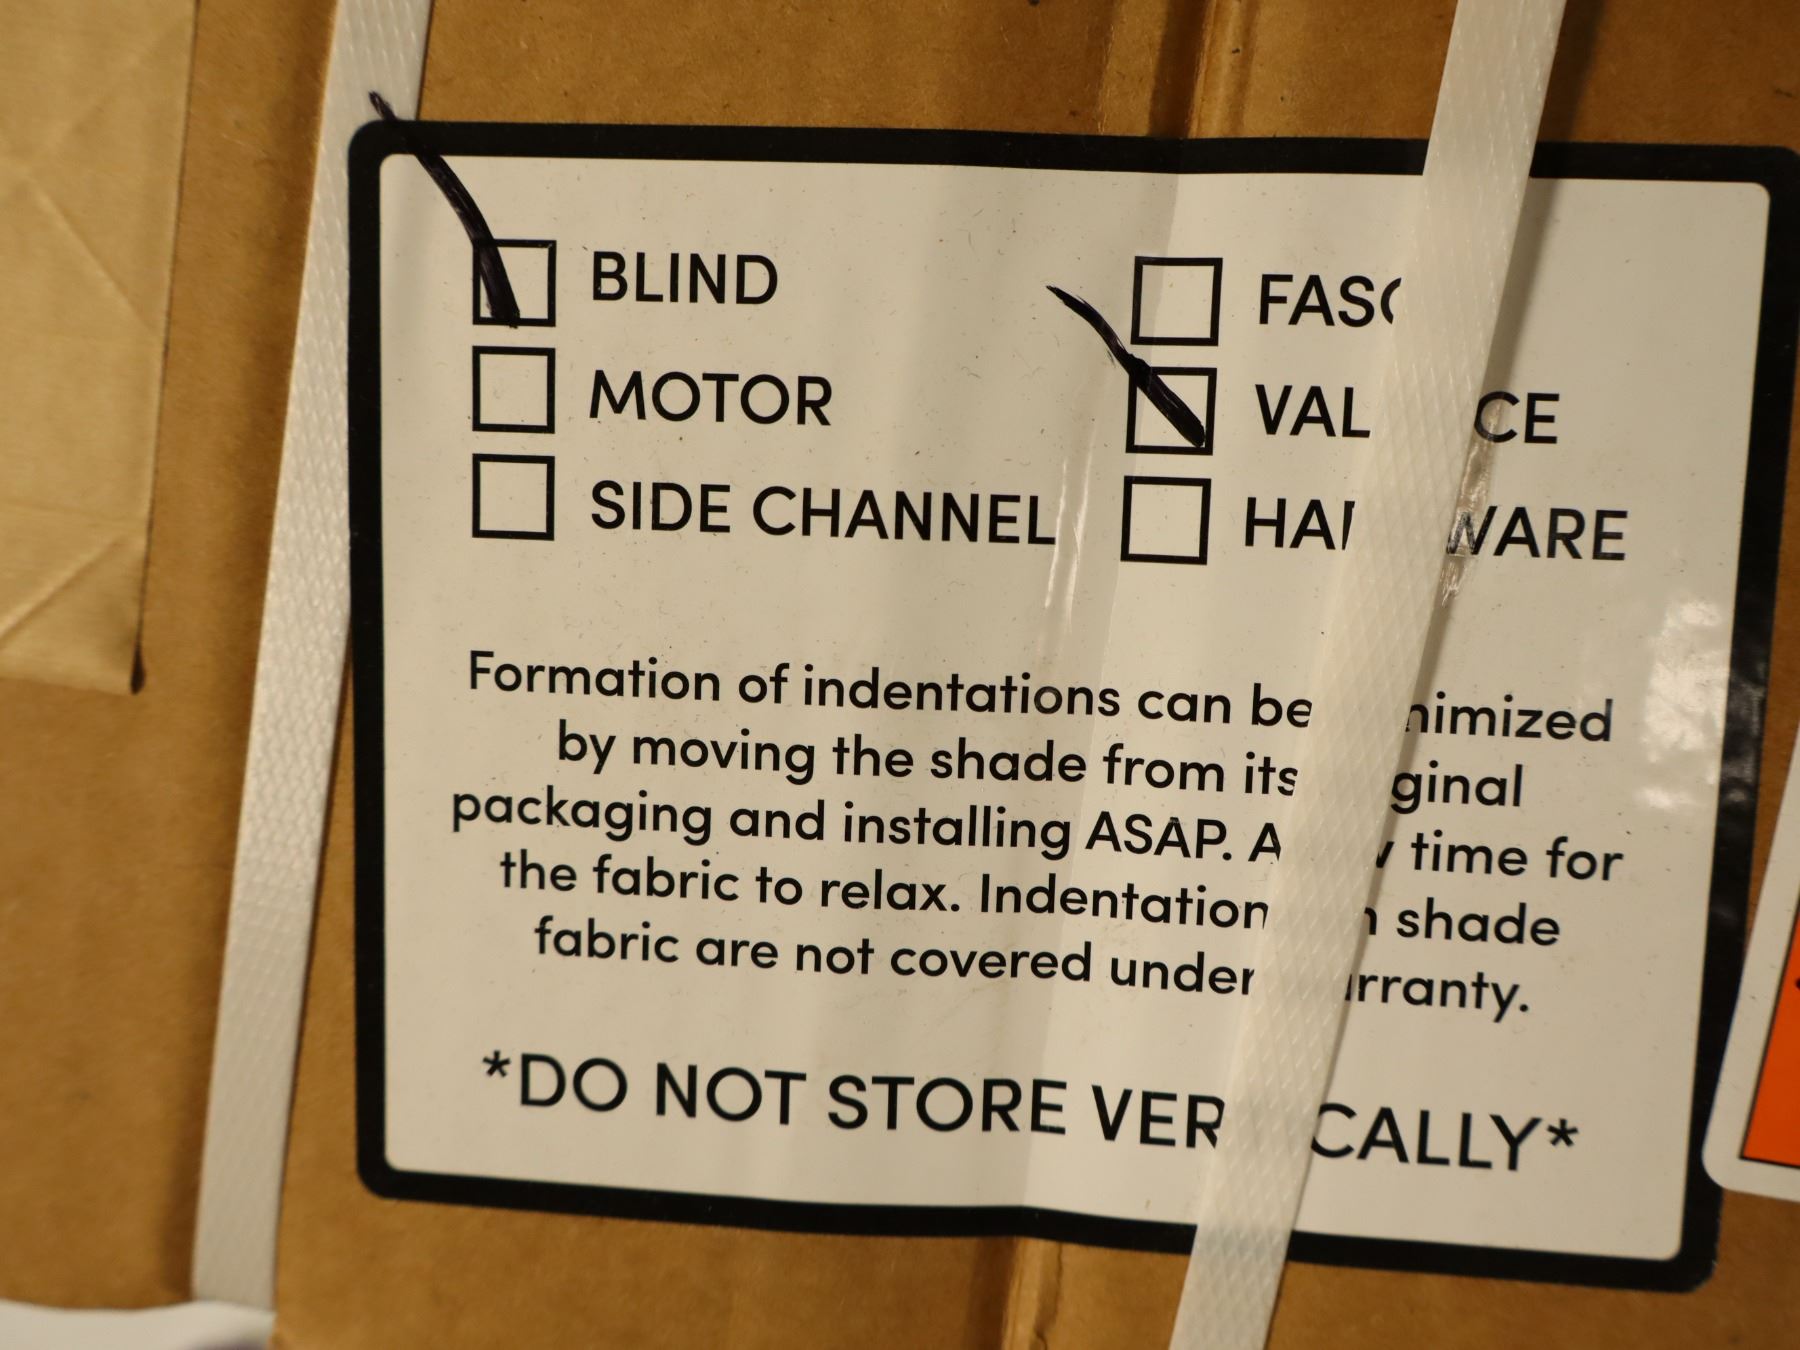 BLIND
MOTOR
SIDE CHANNEL
FASC
VAL CE
HAR WARE
Formation of indentations can be nimized
by moving the shade from its ginal
packaging and installing ASAP. A w time for
the fabric to relax. Indentation n shade
fabric are not covered under rranty.
*DO NOT STORE VER CALLY*